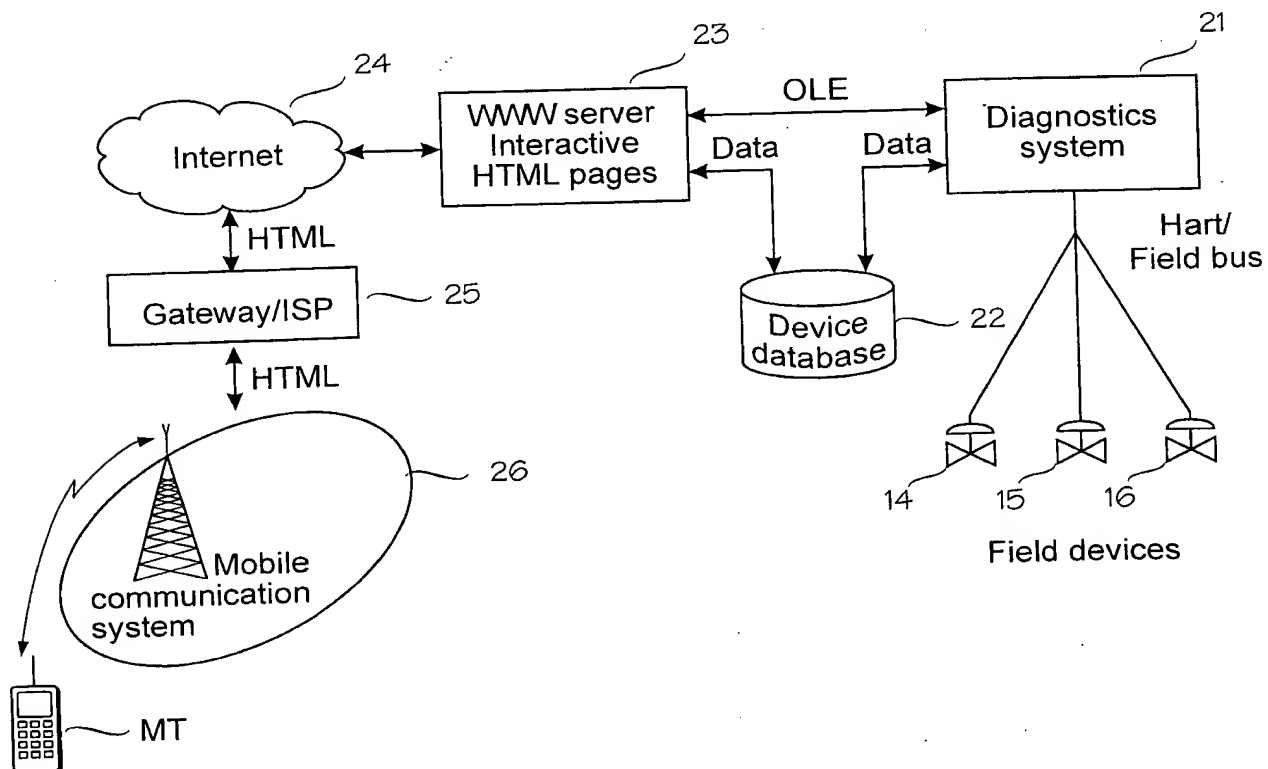 24
23
21
Internet
WWW server
Interactive
HTML pages
OLE
Data
Data
Diagnostics
system
HTML
Hart/
Field bus
Gateway/ISP
25
Device
database
22
HTML
26
14
15
16
Field devices
Mobile
communication
system
MT